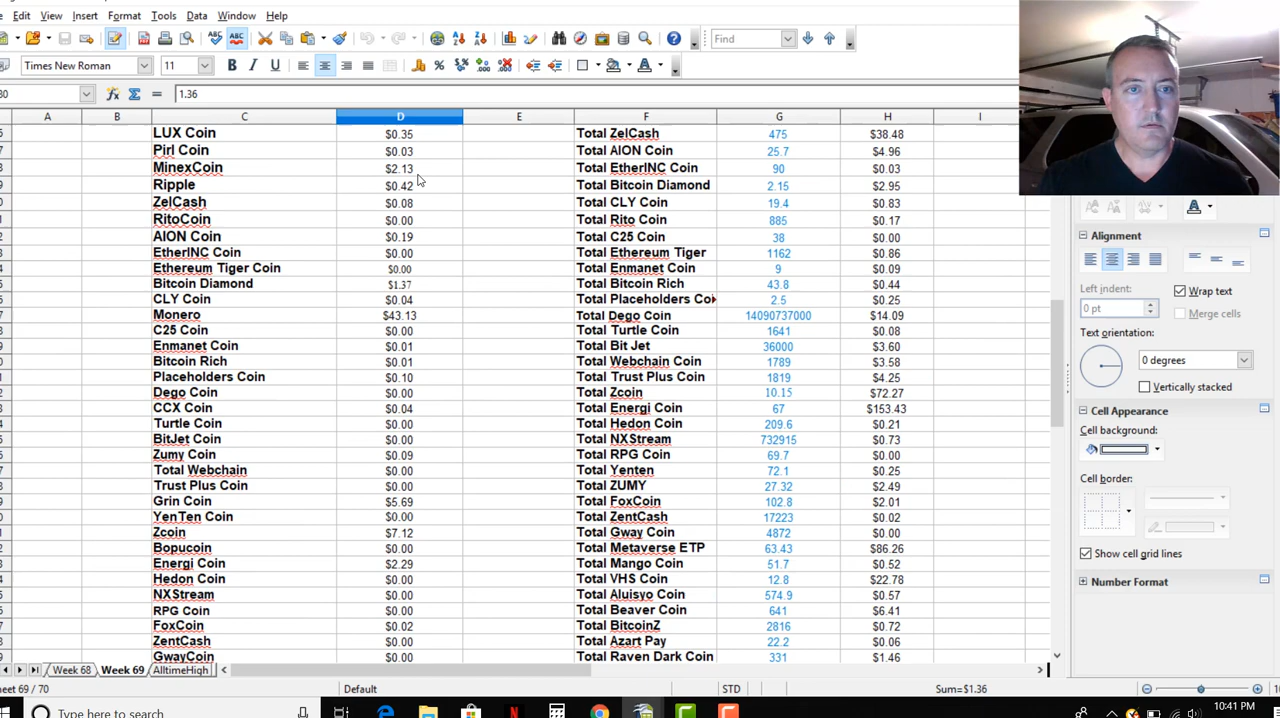 Edit View Insert Format Tools Data Window Help
Find
Times New Roman 11
30 1.36
A B C D E F G H I
LUX Coin $0.35 Total ZelCash 475 $38.48
Pirl Coin $0.03 Total AION Coin 25.7 $4.96
MinexCoin $2.13 Total EtherINC Coin 90 $0.03
Ripple $0.42 Total Bitcoin Diamond 2.15 $2.95
ZelCash $0.08 Total CLY Coin 19.4 $0.83
RitoCoin $0.00 Total Rito Coin 885 $0.17
AION Coin $0.19 Total C25 Coin 38 $0.00
EtherINC Coin $0.00 Total Ethereum Tiger 1162 $0.86
Ethereum Tiger Coin $0.00 Total Enmanet Coin 9 $0.09
Bitcoin Diamond $1.37 Total Bitcoin Rich 43.8 $0.44
CLY Coin $0.04 Total Placeholders Co 2.5 $0.25
Monero $43.13 Total Dego Coin 14090737000 $14.09
C25 Coin $0.00 Total Turtle Coin 1641 $0.08
Enmanet Coin $0.01 Total Bit Jet 36000 $3.60
Bitcoin Rich $0.01 Total Webchain Coin 1789 $3.58
Placeholders Coin $0.10 Total Trust Plus Coin 1819 $4.25
Dego Coin $0.00 Total Zcoin 10.15 $72.27
CCX Coin $0.04 Total Energi Coin 67 $153.43
Turtle Coin $0.00 Total Hedon Coin 209.6 $0.21
BitJet Coin $0.00 Total NXStream 732915 $0.73
Zumy Coin $0.09 Total RPG Coin 69.7 $0.00
Total Webchain $0.00 Total Yenten 72.1 $0.25
Trust Plus Coin $0.00 Total ZUMY 27.32 $2.49
Grin Coin $5.69 Total FoxCoin 102.8 $2.01
YenTen Coin $0.00 Total ZentCash 17223 $0.02
Zcoin $7.12 Total Gway Coin 4872 $0.00
Bopucoin $0.00 Total Metaverse ETP 63.43 $86.26
Energi Coin $2.29 Total Mango Coin 51.7 $0.52
Hedon Coin $0.00 Total VHS Coin 12.8 $22.78
NXStream $0.00 Total Aluisyo Coin 574.9 $0.57
RPG Coin $0.00 Total Beaver Coin 641 $6.41
FoxCoin $0.02 Total BitcoinZ 2816 $0.72
ZentCash $0.00 Total Azart Pay 22.2 $0.06
GwayCoin $0.00 Total Raven Dark Coin 331 $1.46
Alignment
Left indent:
0 pt
Wrap text
Merge cells
Text orientation:
0 degrees
Vertically stacked
Cell Appearance
Cell background:
Cell border:
Show cell grid lines
Number Format
Week 68 Week 69 AlltimeHigh
heet 69 / 70 Default STD Sum=$1.36
Type here to search
10:41 PM